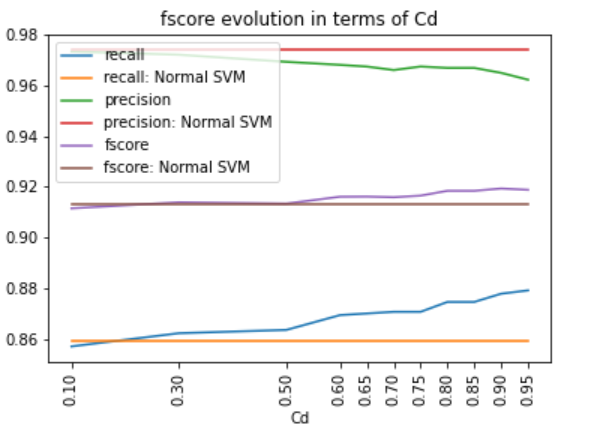 fscore evolution in terms of Cd
0.98
0.96
0.94
0.92
0.90
0.88
0.86
recall
recall: Normal SVM
precision
precision: Normal SVM
fscore
fscore: Normal SVM
0.10
0.30
0.50
0.60
0.65
0.70
0.75
0.80
0.85
0.90
0.95
Cd